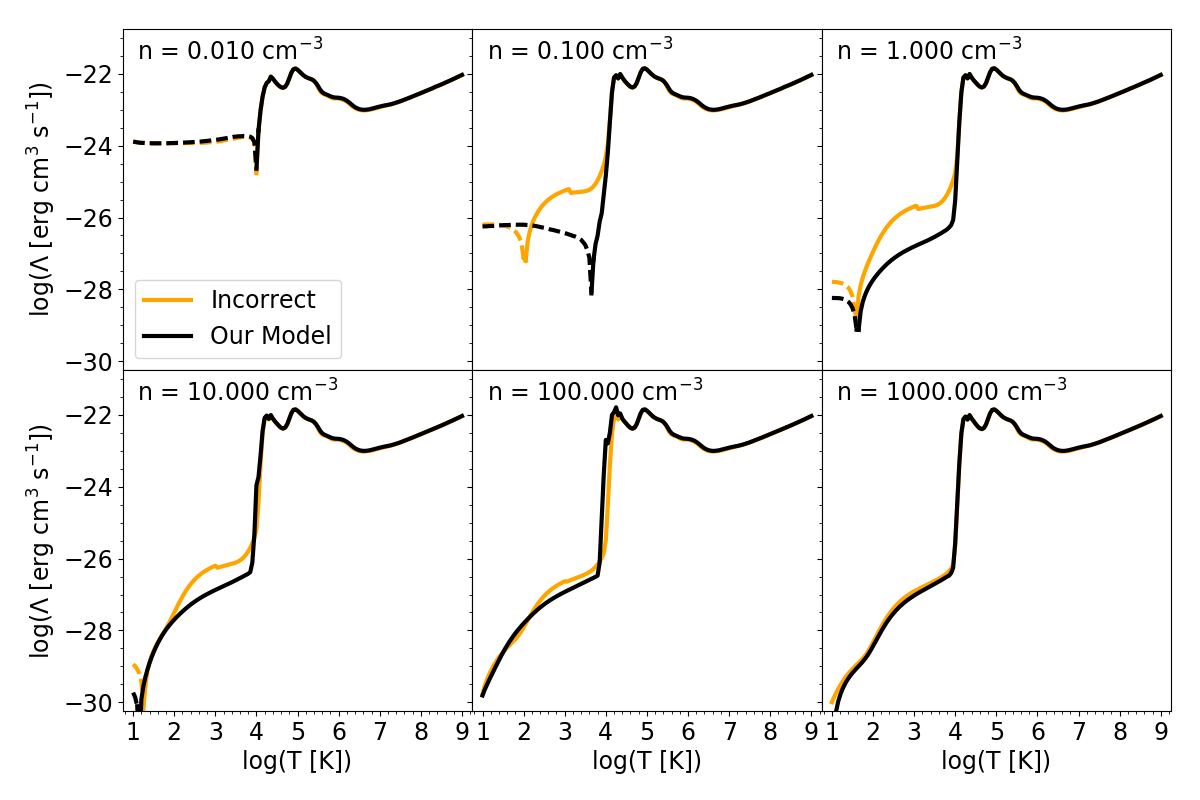 n = 0.010 cm⁻³
n = 0.100 cm⁻³
n = 1.000 cm⁻³
log(Λ [erg cm³ s⁻¹])
−22
−24
−26
−28
−30
Incorrect
Our Model
n = 10.000 cm⁻³
n = 100.000 cm⁻³
n = 1000.000 cm⁻³
log(Λ [erg cm³ s⁻¹])
−22
−24
−26
−28
−30
1 2 3 4 5 6 7 8 9 1 2 3 4 5 6 7 8 9 1 2 3 4 5 6 7 8 9
log(T [K]) log(T [K]) log(T [K])